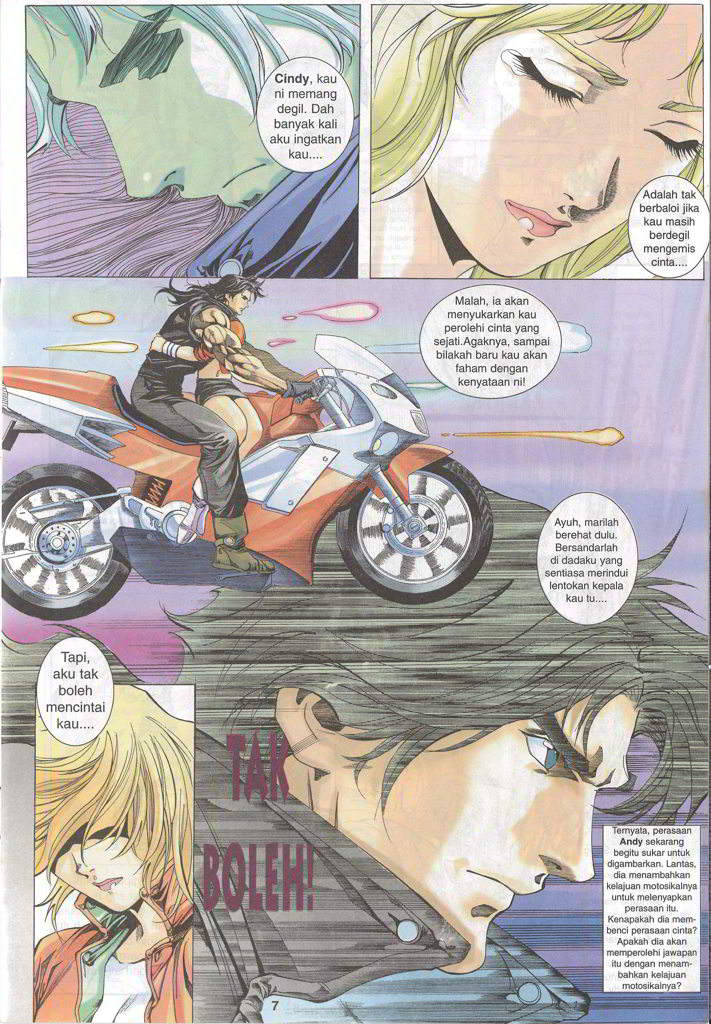 Cindy, kau
ni memang
degil. Dah
banyak kali
aku ingatkan
kau....
Adalah tak
berbaloi jika
kau masih
berdegil
mengemis
cinta....
Malah, ia akan
menyukarkan kau
perolehi cinta yang
sejati.Agaknya, sampai
bilakah baru kau akan
faham dengan
kenyataan ni!
Ayuh, marilah
berehat dulu.
Bersandarlah
di dadaku yang
sentiasa merindui
lentokan kepala
kau tu....
Tapi,
aku tak
boleh
mencintai
kau....
TAK
BOLEH!
Ternyata, perasaan
Andy sekarang
begitu sukar untuk
digambarkan. Lantas,
dia menambahkan
kelajuan motosikalnya
untuk melenyapkan
perasaan itu.
Kenapakah dia mem-
benci perasaan cinta?
Apakah dia akan
memperolehi jawapan
itu dengan menam-
bahkan kelajuan
motosikalnya?
7